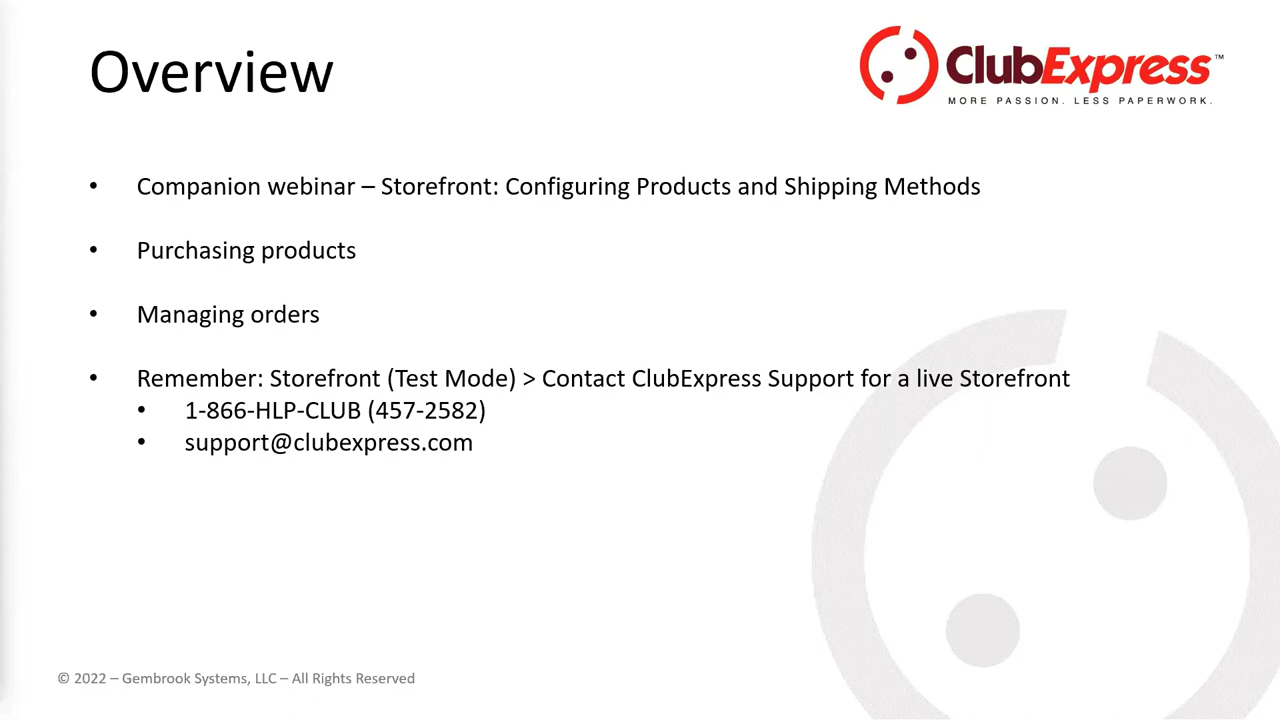 Overview
ClubExpress™
MORE PASSION. LESS PAPERWORK.
• Companion webinar – Storefront: Configuring Products and Shipping Methods
• Purchasing products
• Managing orders
• Remember: Storefront (Test Mode) > Contact ClubExpress Support for a live Storefront
• 1-866-HLP-CLUB (457-2582)
• support@clubexpress.com
© 2022 – Gembrook Systems, LLC – All Rights Reserved